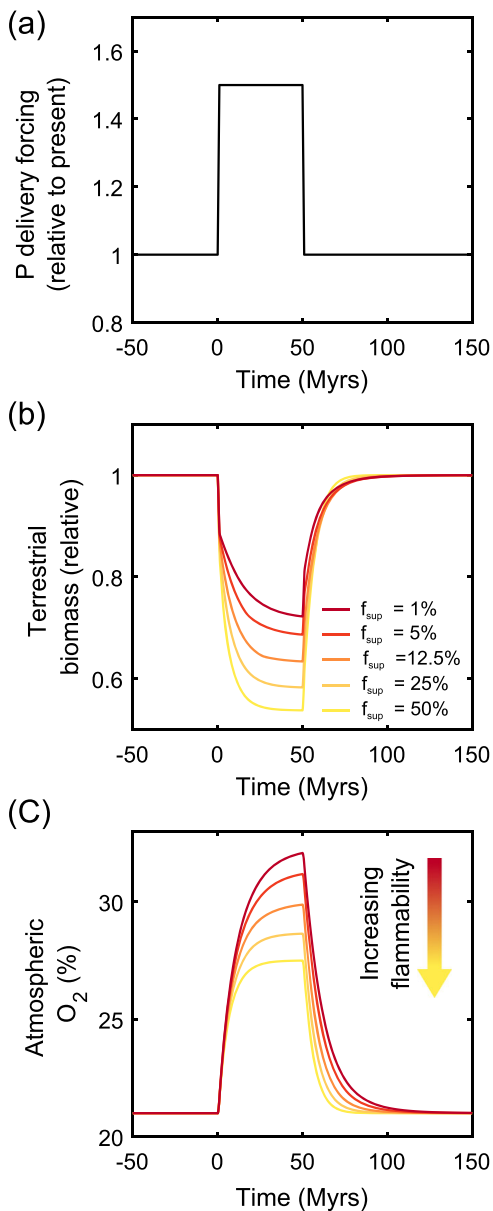 (a)
P delivery forcing
(relative to present)
1.6
1.4
1.2
1
0.8
-50 0 50 100 150
Time (Myrs)
(b)
Terrestrial
biomass (relative)
1
0.8
0.6
f_sup = 1%
f_sup = 5%
f_sup =12.5%
f_sup = 25%
f_sup = 50%
-50 0 50 100 150
Time (Myrs)
(C)
Atmospheric
O2 (%)
30
25
20
Increasing
flammability
-50 0 50 100 150
Time (Myrs)